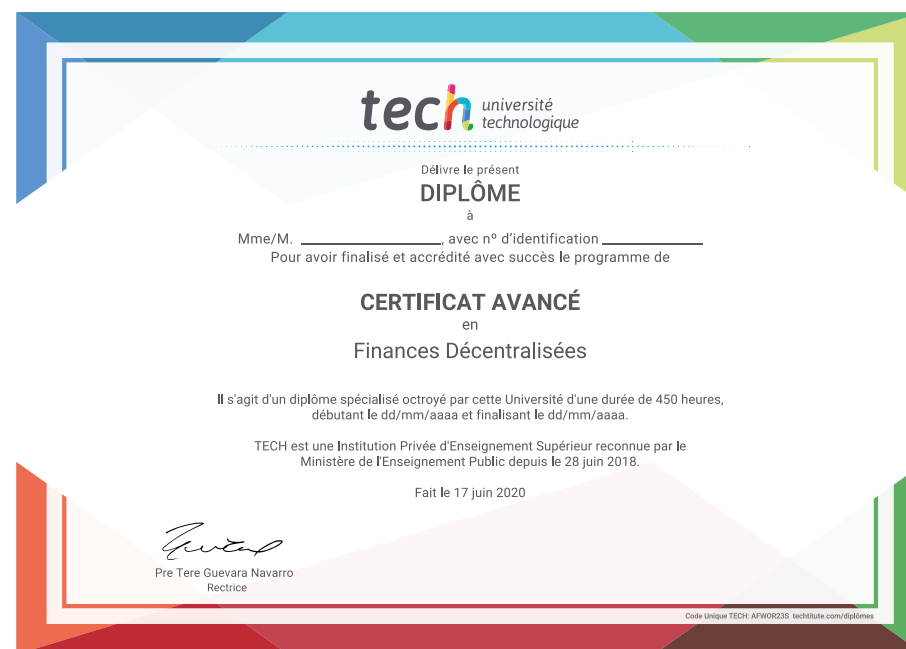 tech université
technologique
Délivre le présent
DIPLÔME
à
Mme/M. ____________________, avec nº d'identification ______________
Pour avoir finalisé et accrédité avec succès le programme de
CERTIFICAT AVANCÉ
en
Finances Décentralisées
Il s'agit d'un diplôme spécialisé octroyé par cette Université d'une durée de 450 heures,
débutant le dd/mm/aaaa et finalisant le dd/mm/aaaa.
TECH est une Institution Privée d'Enseignement Supérieur reconnue par le
Ministère de l'Enseignement Public depuis le 28 juin 2018.
Fait le 17 juin 2020
Pre Tere Guevara Navarro
Rectrice
Code Unique TECH: AFWOR23S techtitute.com/diplômes